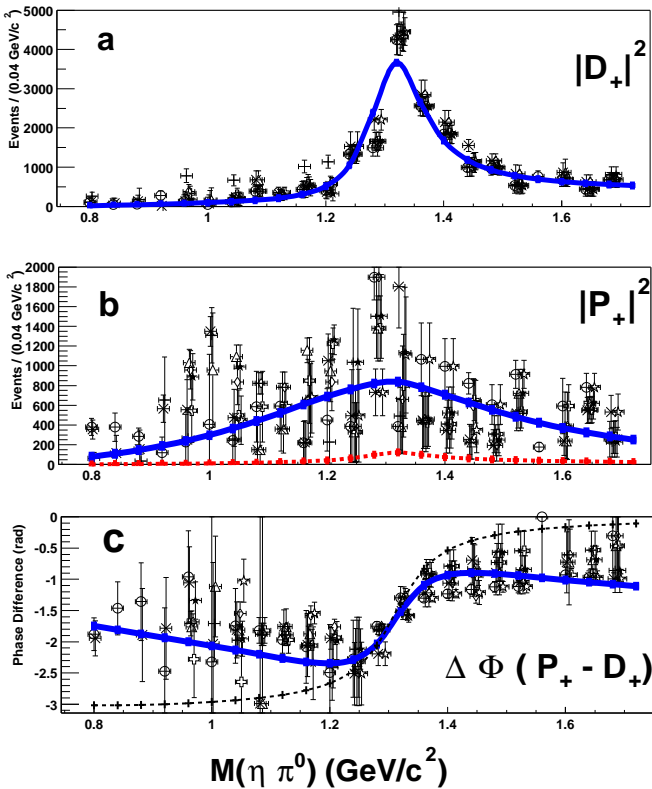 5000
4000
3000
2000
1000
0
Events / (0.04 GeV/c²)
a
|D₊|²
0.8 1 1.2 1.4 1.6
2000
1800
1600
1400
1200
1000
800
600
400
200
0
Events / (0.04 GeV/c²)
b
|P₊|²
0.8 1 1.2 1.4 1.6
0
-0.5
-1
-1.5
-2
-2.5
-3
Phase Difference (rad)
c
Δ Φ ( P₊ - D₊)
0.8 1 1.2 1.4 1.6
M(η π⁰) (GeV/c²)